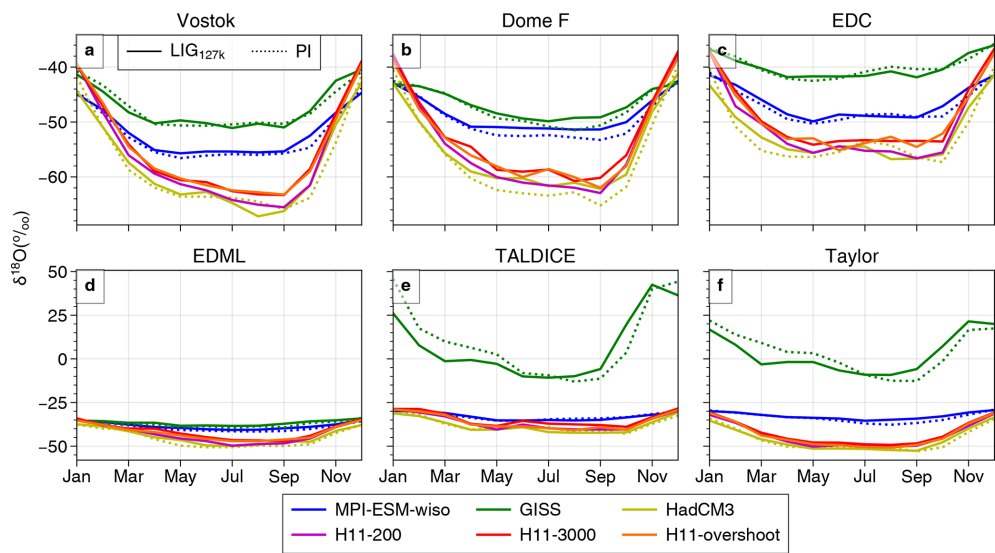 Vostok
Dome F
EDC
a
LIG127k
PI
b
c
−40
−50
−60
δ18O(o/oo)
EDML
TALDICE
Taylor
d
e
f
50
25
0
−25
−50
Jan Mar May Jul Sep Nov
Jan Mar May Jul Sep Nov
Jan Mar May Jul Sep Nov
MPI-ESM-wiso GISS HadCM3
H11-200 H11-3000 H11-overshoot